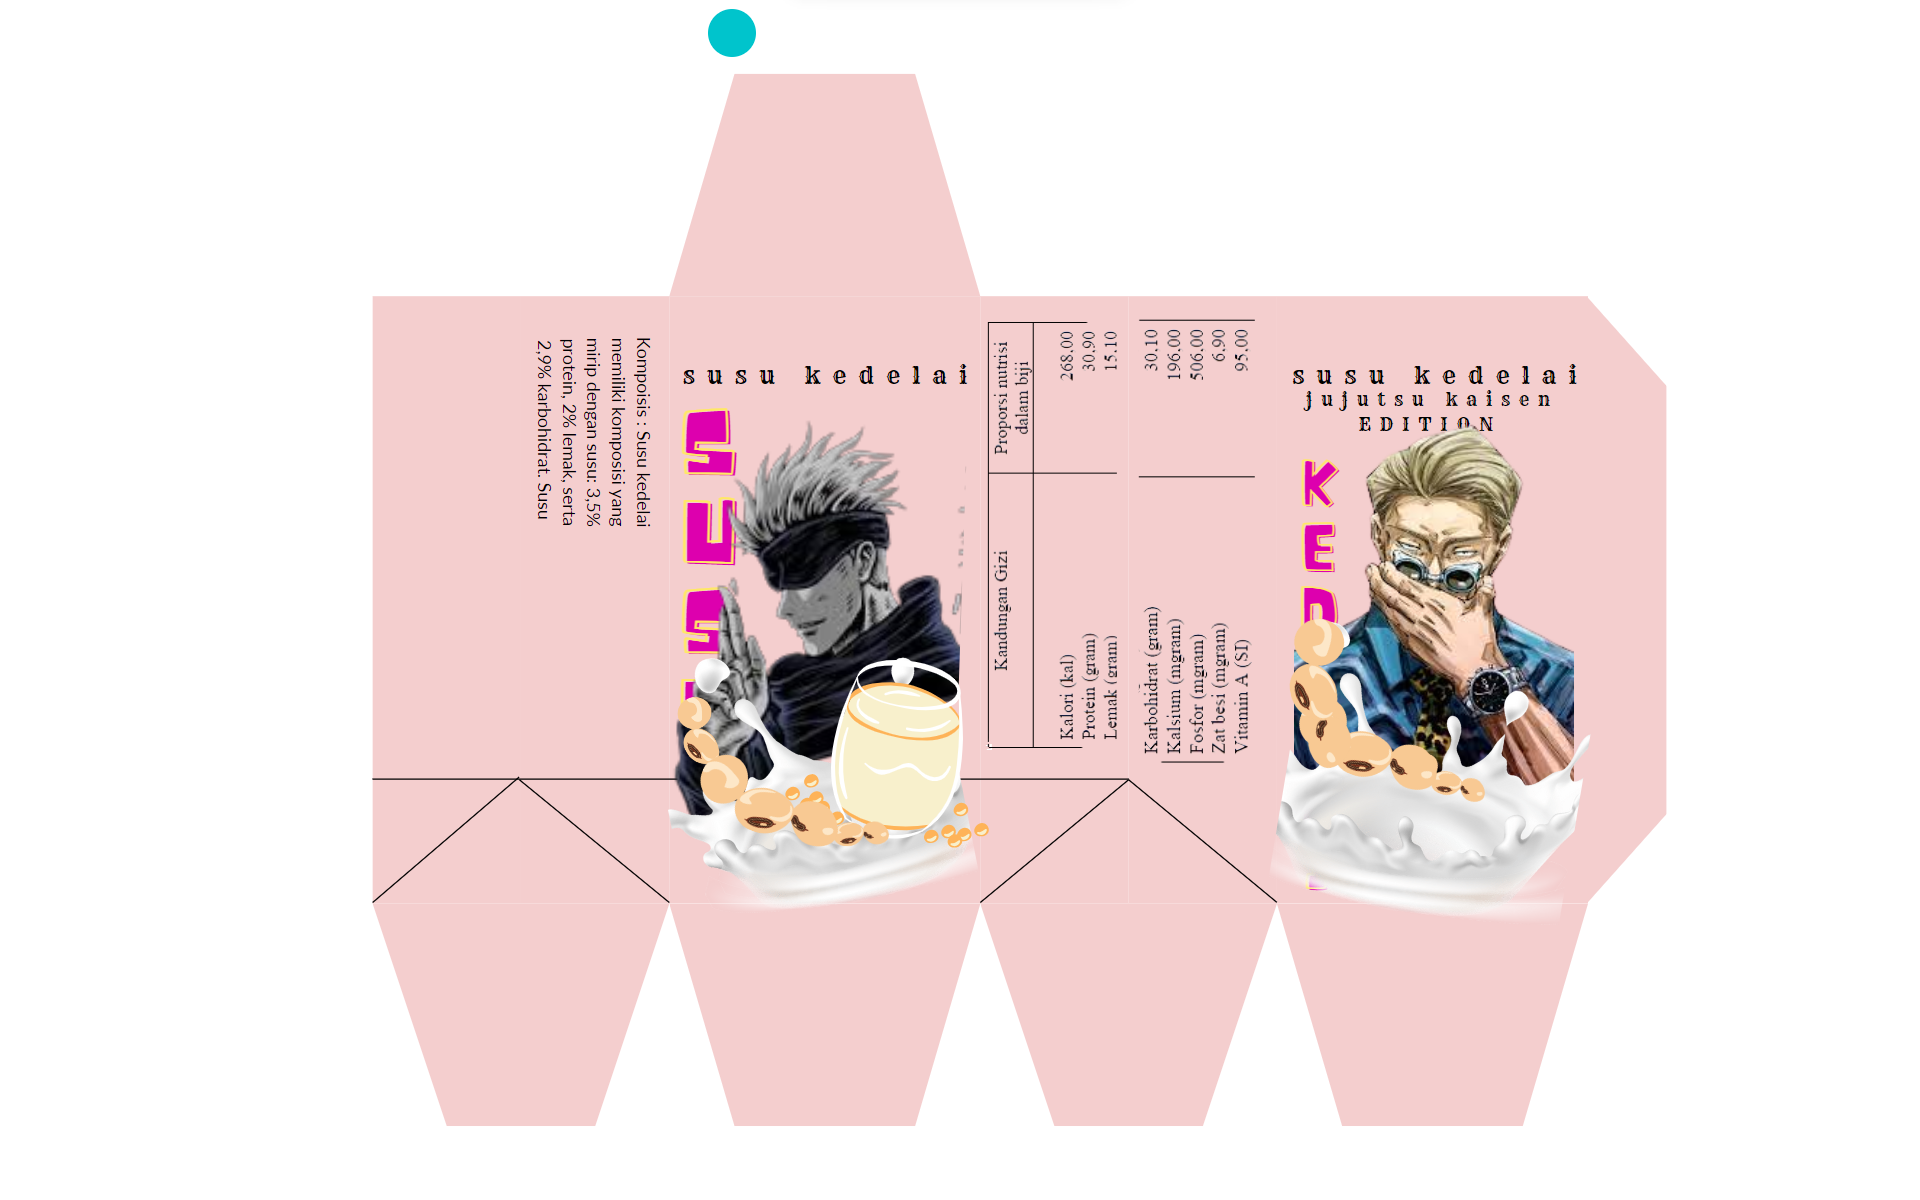 Kompoisis : Susu kedelai
memiliki komposisi yang
mirip dengan susu: 3,5%
protein, 2% lemak, serta
2,9% karbohidrat. Susu
susu kedelai
S
U
S
Kandungan Gizi Proporsi nutrisi
dalam biji
Kalori (kal) 268.00
Protein (gram) 30.90
Lemak (gram) 15.10
Karbohidrat (gram) 30.10
Kalsium (mgram) 196.00
Fosfor (mgram) 506.00
Zat besi (mgram) 6.90
Vitamin A (SI) 95.00
susu kedelai
jujutsu kaisen
EDITION
K
E
D